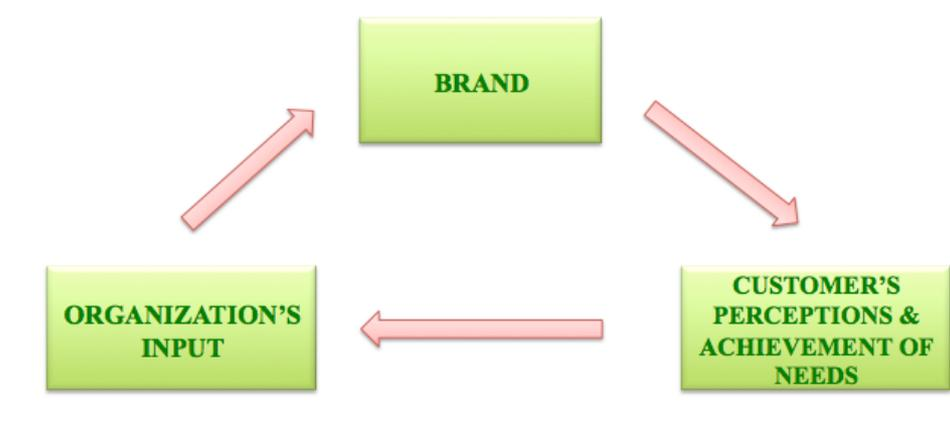 BRAND
ORGANIZATION’S
INPUT
CUSTOMER’S
PERCEPTIONS &
ACHIEVEMENT OF
NEEDS